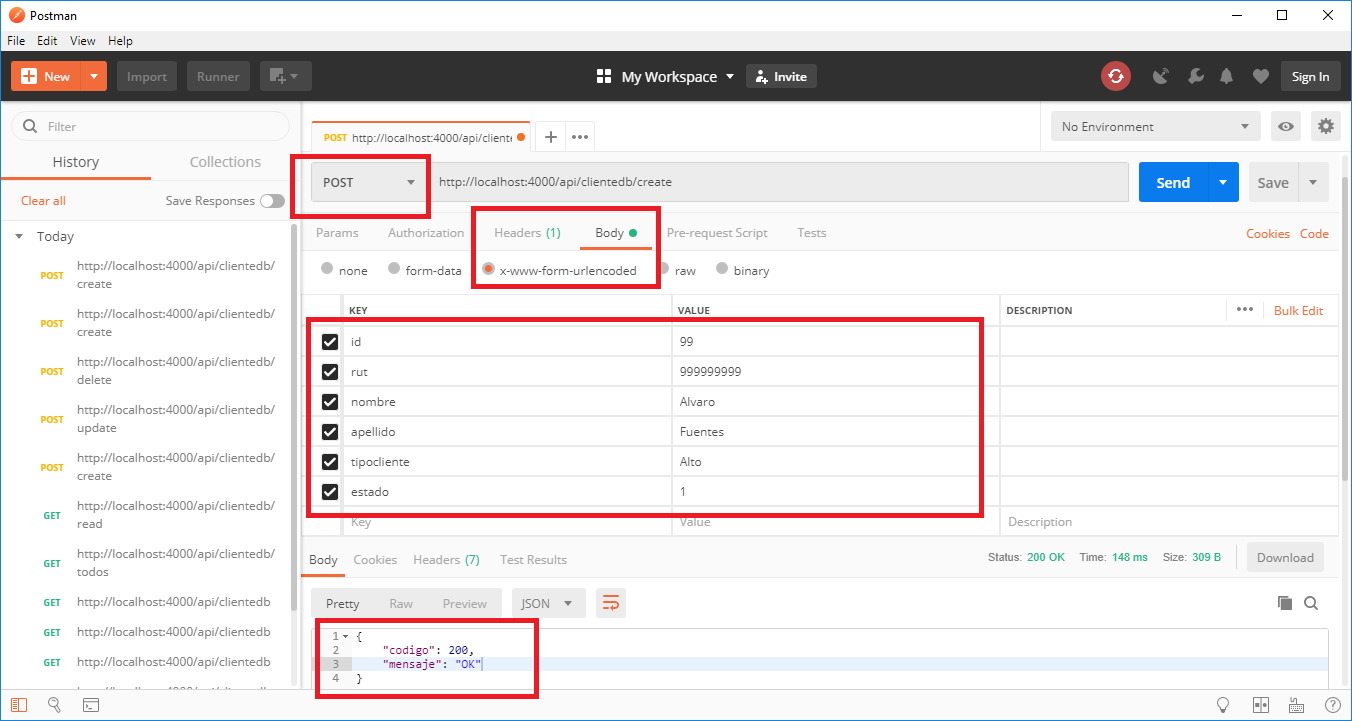 Postman
File Edit View Help
New Import Runner My Workspace Invite Sign In
Filter
History Collections
Clear all Save Responses
Today
POST http://localhost:4000/api/clientedb/
create
POST http://localhost:4000/api/clientedb/
create
POST http://localhost:4000/api/clientedb/
delete
POST http://localhost:4000/api/clientedb/
update
POST http://localhost:4000/api/clientedb/
create
GET http://localhost:4000/api/clientedb/
read
GET http://localhost:4000/api/clientedb/
todos
GET http://localhost:4000/api/clientedb
GET http://localhost:4000/api/clientedb
GET http://localhost:4000/api/clientedb
POST http://localhost:4000/api/cliente
No Environment
POST http://localhost:4000/api/clientedb/create Send Save
Params Authorization Headers (1) Body Pre-request Script Tests Cookies Code
none form-data x-www-form-urlencoded raw binary
KEY VALUE DESCRIPTION Bulk Edit
id 99
rut 999999999
nombre Alvaro
apellido Fuentes
tipocliente Alto
estado 1
Key Value Description
Body Cookies Headers (7) Test Results Status: 200 OK Time: 148 ms Size: 309 B Download
Pretty Raw Preview JSON
1 {
2 "codigo": 200,
3 "mensaje": "OK"
4 }